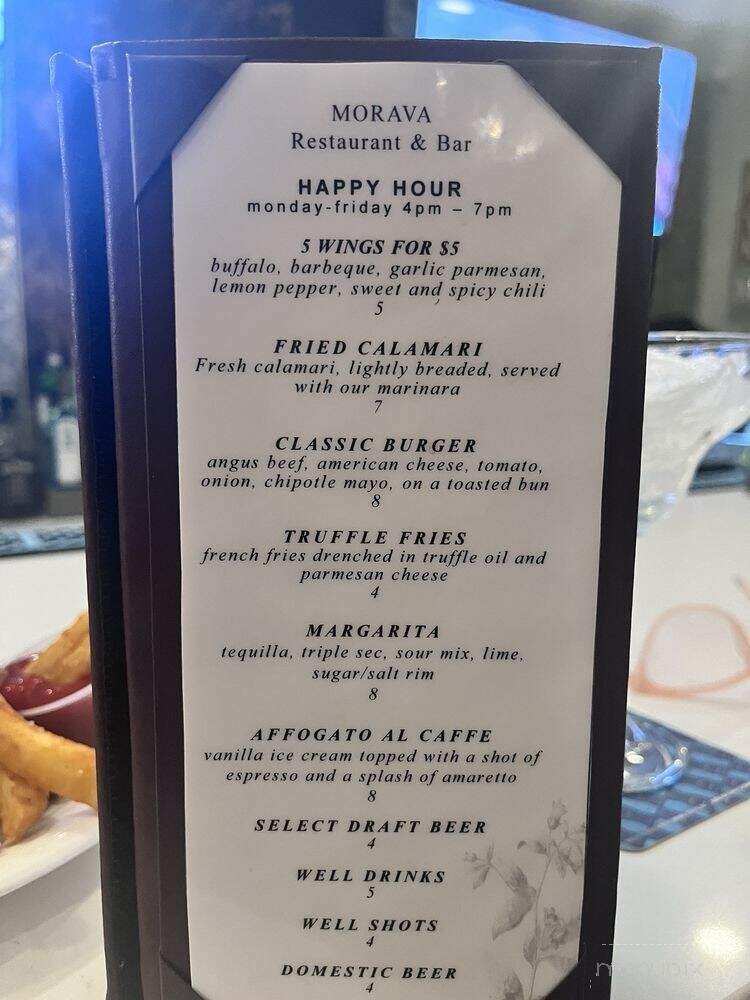 MORAVA
Restaurant & Bar
HAPPY HOUR
monday-friday 4pm – 7pm
5 WINGS FOR $5
buffalo, barbeque, garlic parmesan,
lemon pepper, sweet and spicy chili
5
FRIED CALAMARI
Fresh calamari, lightly breaded, served
with our marinara
7
CLASSIC BURGER
angus beef, american cheese, tomato,
onion, chipotle mayo, on a toasted bun
8
TRUFFLE FRIES
french fries drenched in truffle oil and
parmesan cheese
4
MARGARITA
tequilla, triple sec, sour mix, lime,
sugar/salt rim
8
AFFOGATO AL CAFFE
vanilla ice cream topped with a shot of
espresso and a splash of amaretto
8
SELECT DRAFT BEER
4
WELL DRINKS
5
WELL SHOTS
4
DOMESTIC BEER
4